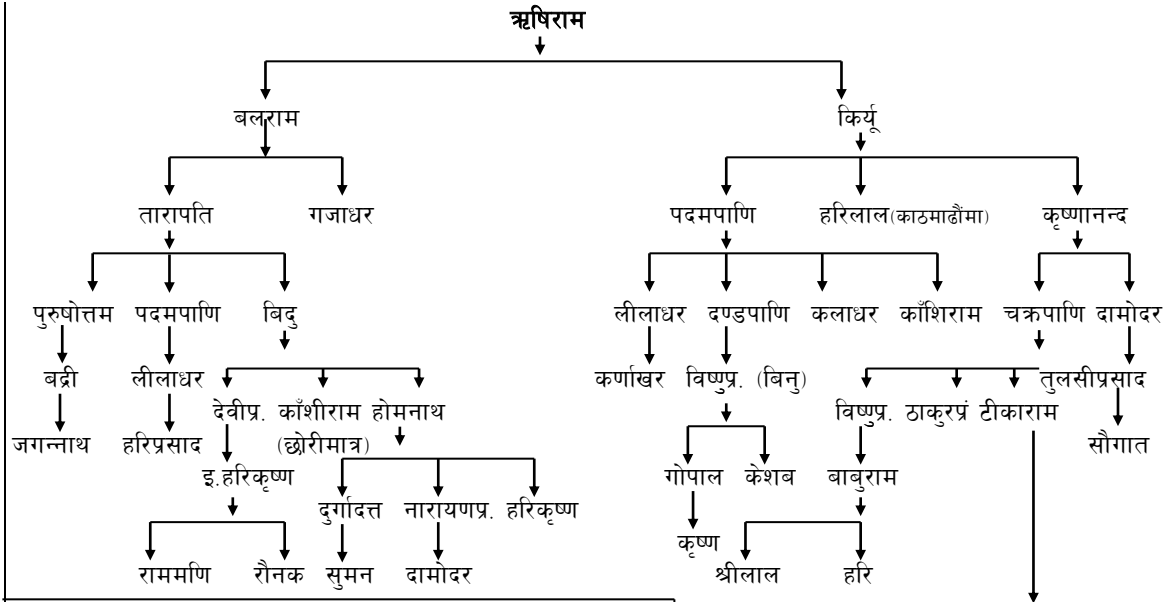 ऋषिराम
बलराम किर्यू
तारापति गजाधर पदमपाणि हरिलाल(काठमाढौंमा) कृष्णानन्द
पुरुषोत्तम पदमपाणि बिदु लीलाधर दण्डपाणि कलाधर काँशिराम चक्रपाणि दामोदर
बद्री लीलाधर कर्णाखर विष्णुप्र. (बिनु) तुलसीप्रसाद
देवीप्र. काँशीराम होमनाथ विष्णुप्र. ठाकुरप्रं टीकाराम
जगन्नाथ हरिप्रसाद (छोरीमात्र) सौगात
इ.हरिकृष्ण गोपाल केशब बाबुराम
दुर्गादत्त नारायणप्र. हरिकृष्ण
कृष्ण
राममणि रौनक सुमन दामोदर श्रीलाल हरि